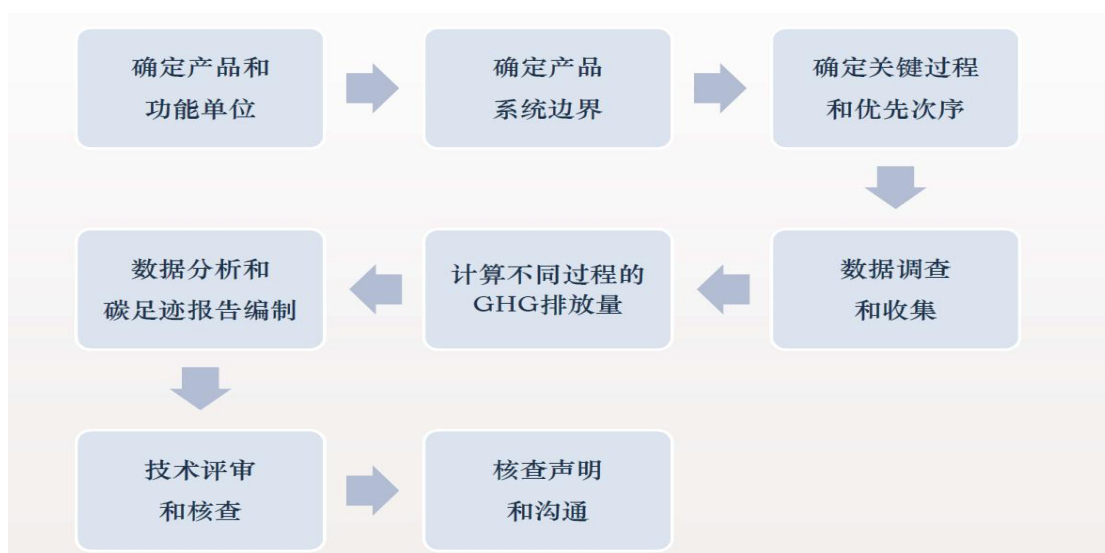 确定产品和
功能单位
确定产品
系统边界
确定关键过程
和优先次序
数据调查
和收集
计算不同过程的
GHG排放量
数据分析和
碳足迹报告编制
技术评审
和核查
核查声明
和沟通